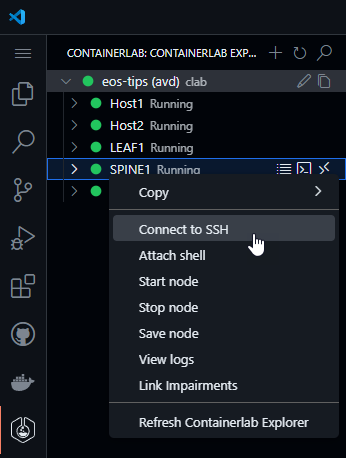 CONTAINERLAB: CONTAINERLAB EXP...
eos-tips (avd) clab
Host1 Running
Host2 Running
LEAF1 Running
SPINE1 Running
Copy
Connect to SSH
Attach shell
Start node
Stop node
Save node
View logs
Link Impairments
Refresh Containerlab Explorer